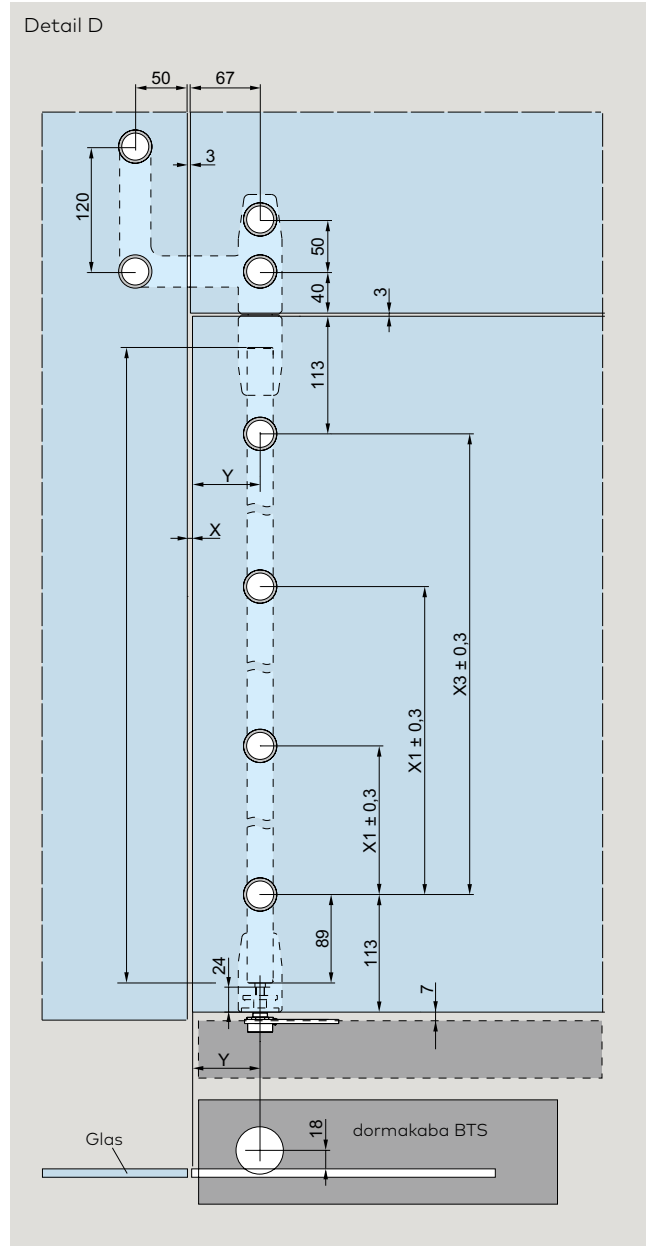 Detail D
50
67
3
120
50
40
3
113
Y
X
X3 ± 0,3
X1 ± 0,3
X1 ± 0,3
89
113
24
7
Y
18
dormakaba BTS
Glas